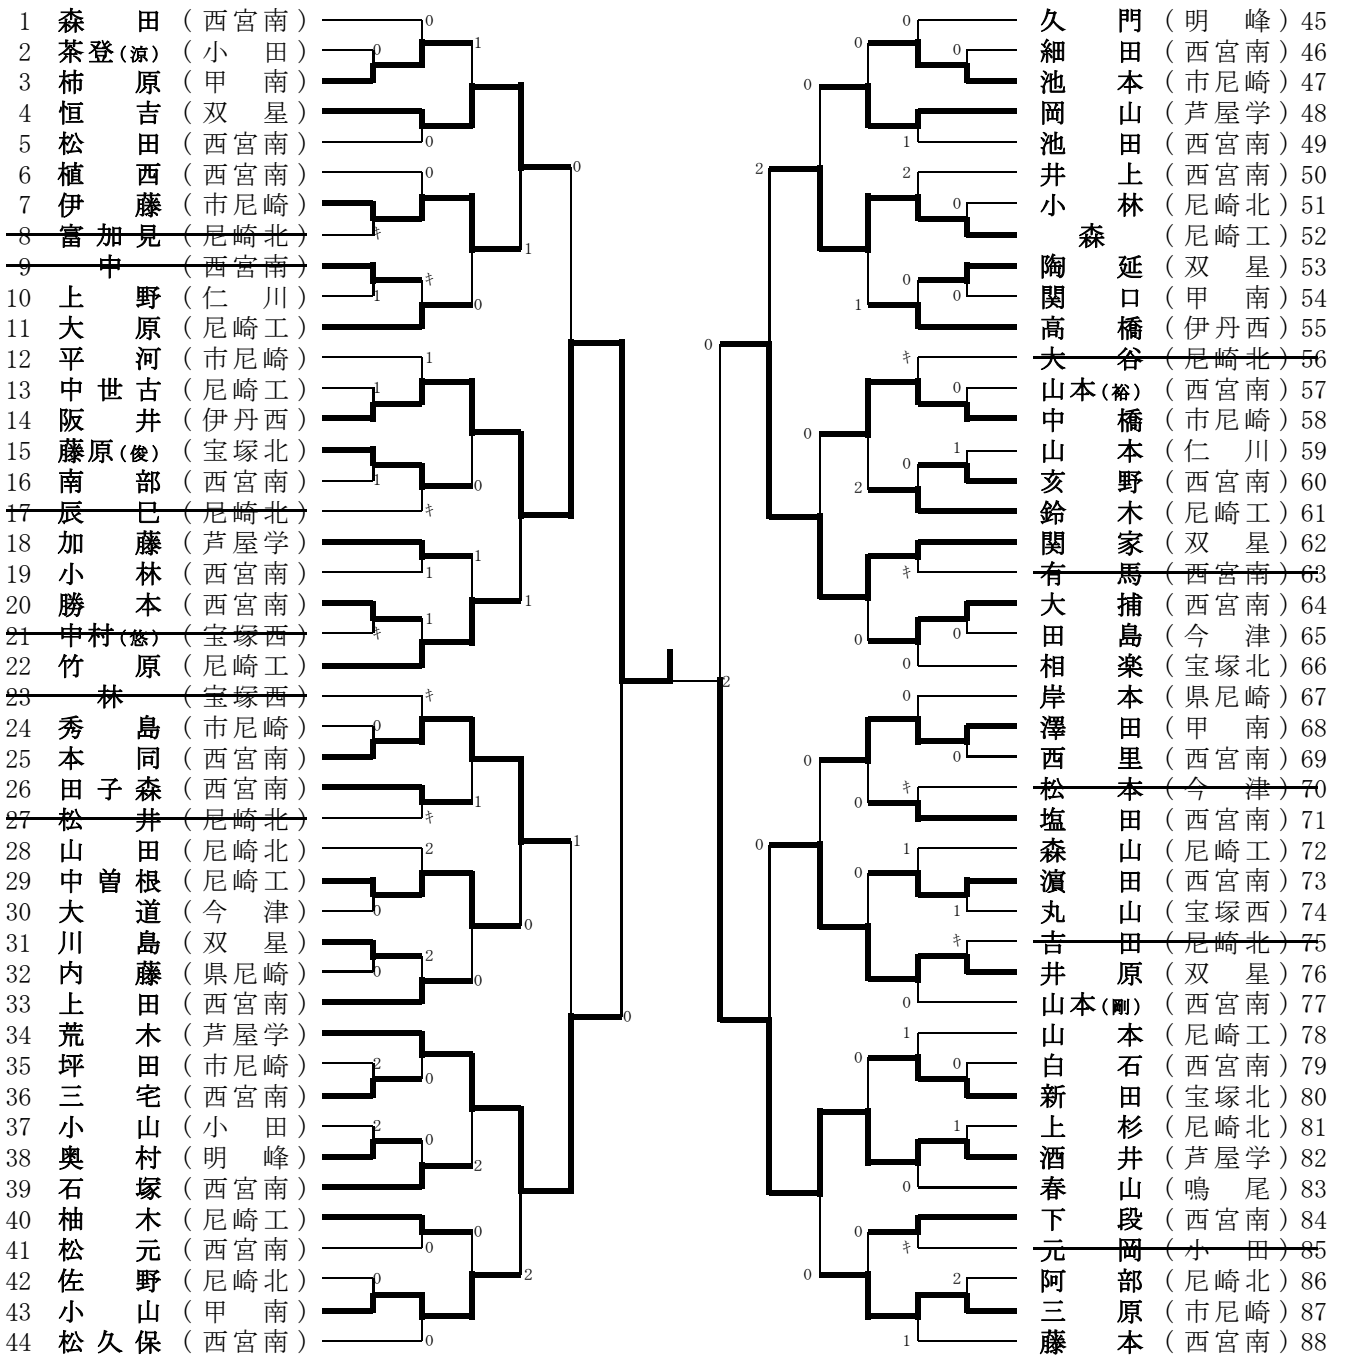 1 森田 (西宮南)
2 茶登(涼) (小田)
3 柿原 (甲南)
4 恒吉 (双星)
5 松田 (西宮南)
6 植西 (西宮南)
7 伊藤 (市尼崎)
8 富加見 (尼崎北)
9 中 (西宮南)
10 上野 (仁川)
11 大原 (尼崎工)
12 平河 (市尼崎)
13 中世古 (尼崎工)
14 阪井 (伊丹西)
15 藤原(俊) (宝塚北)
16 南部 (西宮南)
17 辰巳 (尼崎北)
18 加藤 (芦屋学)
19 小林 (西宮南)
20 勝本 (西宮南)
21 中村(悠) (宝塚西)
22 竹原 (尼崎工)
23 林 (宝塚西)
24 秀島 (市尼崎)
25 本同 (西宮南)
26 田子森 (西宮南)
27 松井 (尼崎北)
28 山田 (尼崎北)
29 中曽根 (尼崎工)
30 大道 (今津)
31 川島 (双星)
32 内藤 (県尼崎)
33 上田 (西宮南)
34 荒木 (芦屋学)
35 坪田 (市尼崎)
36 三宅 (西宮南)
37 小山 (小田)
38 奥村 (明峰)
39 石塚 (西宮南)
40 柚木 (尼崎工)
41 松元 (西宮南)
42 佐野 (尼崎北)
43 小山 (甲南)
44 松久保 (西宮南)
久門 (明峰) 45
細田 (西宮南) 46
池本 (市尼崎) 47
岡山 (芦屋学) 48
池田 (西宮南) 49
井上 (西宮南) 50
小林 (尼崎北) 51
森 (尼崎工) 52
陶延 (双星) 53
関口 (甲南) 54
高橋 (伊丹西) 55
大谷 (尼崎北) 56
山本(裕) (西宮南) 57
中橋 (市尼崎) 58
山本 (仁川) 59
亥野 (西宮南) 60
鈴木 (尼崎工) 61
関家 (双星) 62
有馬 (西宮南) 63
大捕 (西宮南) 64
田島 (今津) 65
相楽 (宝塚北) 66
岸本 (県尼崎) 67
澤田 (甲南) 68
西里 (西宮南) 69
松本 (今津) 70
塩田 (西宮南) 71
森山 (尼崎工) 72
濵田 (西宮南) 73
丸山 (宝塚西) 74
吉田 (尼崎北) 75
井原 (双星) 76
山本(剛) (西宮南) 77
山本 (尼崎工) 78
白石 (西宮南) 79
新田 (宝塚北) 80
上杉 (尼崎北) 81
酒井 (芦屋学) 82
春山 (鳴尾) 83
下段 (西宮南) 84
元岡 (小田) 85
阿部 (尼崎北) 86
三原 (市尼崎) 87
藤本 (西宮南) 88